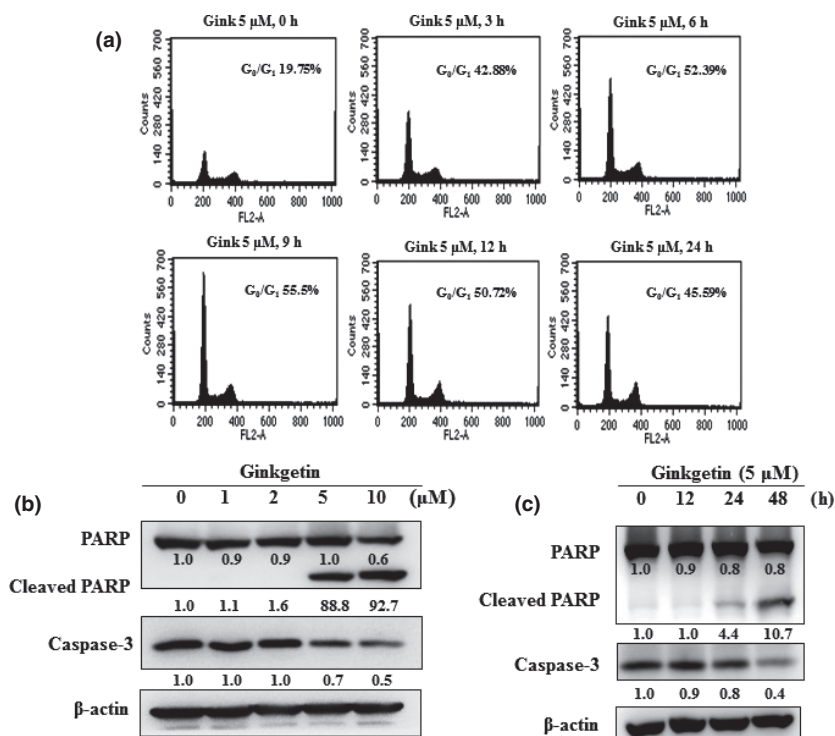 (a)
Gink 5 µM, 0 h
Gink 5 µM, 3 h
Gink 5 µM, 6 h
Counts
0 140 280 420 560 700
G₀/G₁ 19.75%
0 200 400 600 800 1000
FL2-A
Counts
0 140 280 420 560 700
G₀/G₁ 42.88%
0 200 400 600 800 1000
FL2-A
Counts
0 140 280 420 560 700
G₀/G₁ 52.39%
0 200 400 600 800 1000
FL2-A
Gink 5 µM, 9 h
Gink 5 µM, 12 h
Gink 5 µM, 24 h
Counts
0 140 280 420 560 700
G₀/G₁ 55.5%
0 200 400 600 800 1000
FL2-A
Counts
0 140 280 420 560 700
G₀/G₁ 50.72%
0 200 400 600 800 1000
FL2-A
Counts
0 140 280 420 560 700
G₀/G₁ 45.59%
0 200 400 600 800 1000
FL2-A
(b)
Ginkgetin
0 1 2 5 10 (µM)
PARP
1.0 0.9 0.9 1.0 0.6
Cleaved PARP
1.0 1.1 1.6 88.8 92.7
Caspase-3
1.0 1.0 1.0 0.7 0.5
β-actin
(c)
Ginkgetin (5 µM)
0 12 24 48 (h)
PARP
1.0 0.9 0.8 0.8
Cleaved PARP
1.0 1.0 4.4 10.7
Caspase-3
1.0 0.9 0.8 0.4
β-actin